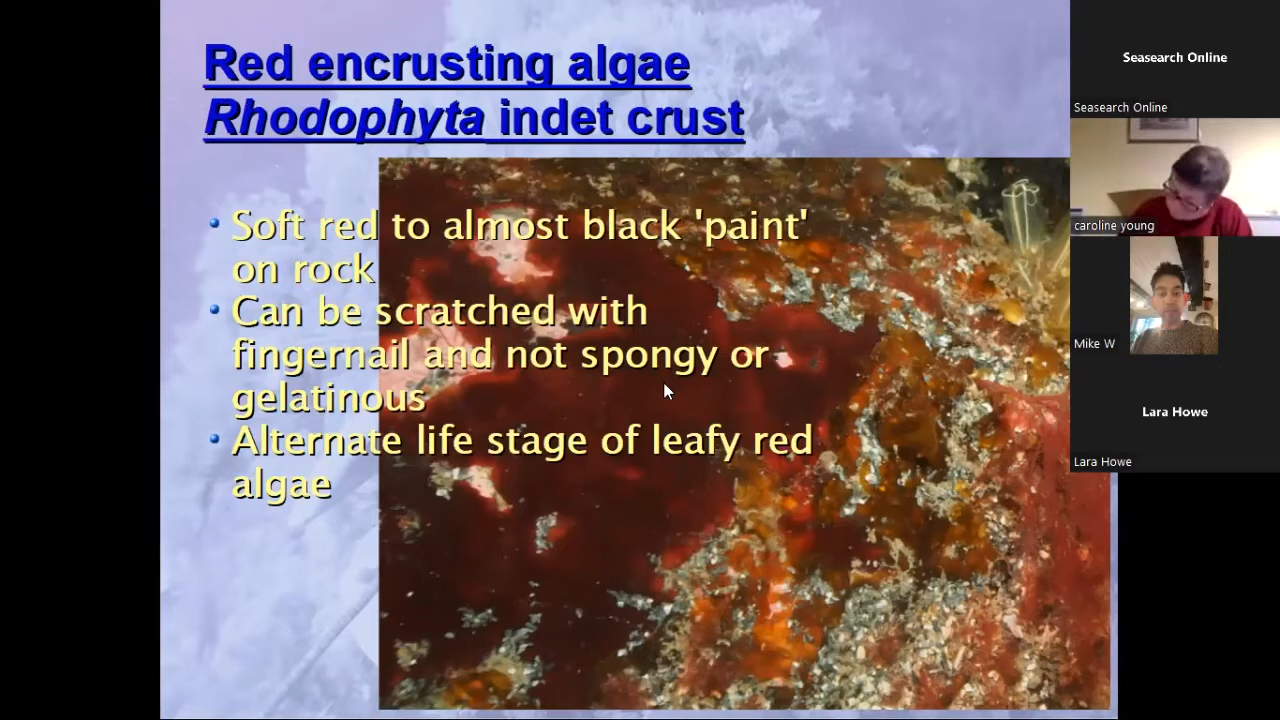 Red encrusting algae
Rhodophyta indet crust
Soft red to almost black 'paint'
on rock
Can be scratched with
fingernail and not spongy or
gelatinous
Alternate life stage of leafy red
algae
Seasearch Online
Seasearch Online
caroline young
Mike W
Lara Howe
Lara Howe